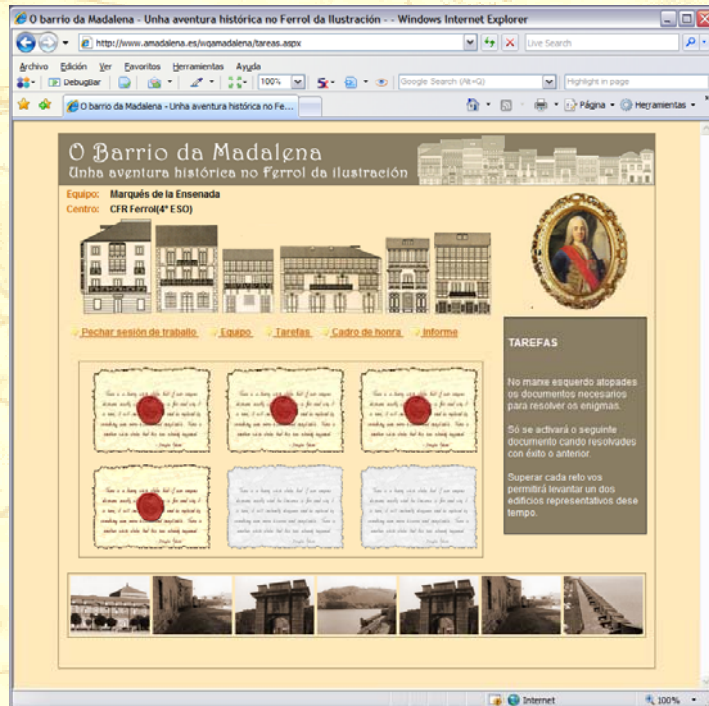 O barrio da Madalena - Unha aventura histórico no Ferrol da Ilustración - - Windows Internet Explorer
http://www.amadalena.es/wqamadalena/tareas.aspx
Live Search
Archivo Edición Ver Favoritos Herramientas Ayuda
DebugBar
100%
Google Search (Alt+Q)
Highlight in page
O barrio da Madalena - Unha aventura histórica no Fe...
Página
Herramientas
O Barrio da Madalena
Unha aventura histórica no Ferrol da ilustración
Equipo: Marqués de la Ensenada
Centro: CFR Ferrol(4º ESO)
Pechar sesión de traballo Equipo Tarefas Cadro de honra Informe
TAREFAS
No marxe esquerdo atopades
os documentos necesarios
para resolver os enigmas.
Só se activará o seguinte
documento cando resolvades
con éxito o anterior.
Superar cada reto vos
permitirá levantar un dos
edificios representativos dese
tempo.
Internet
100%